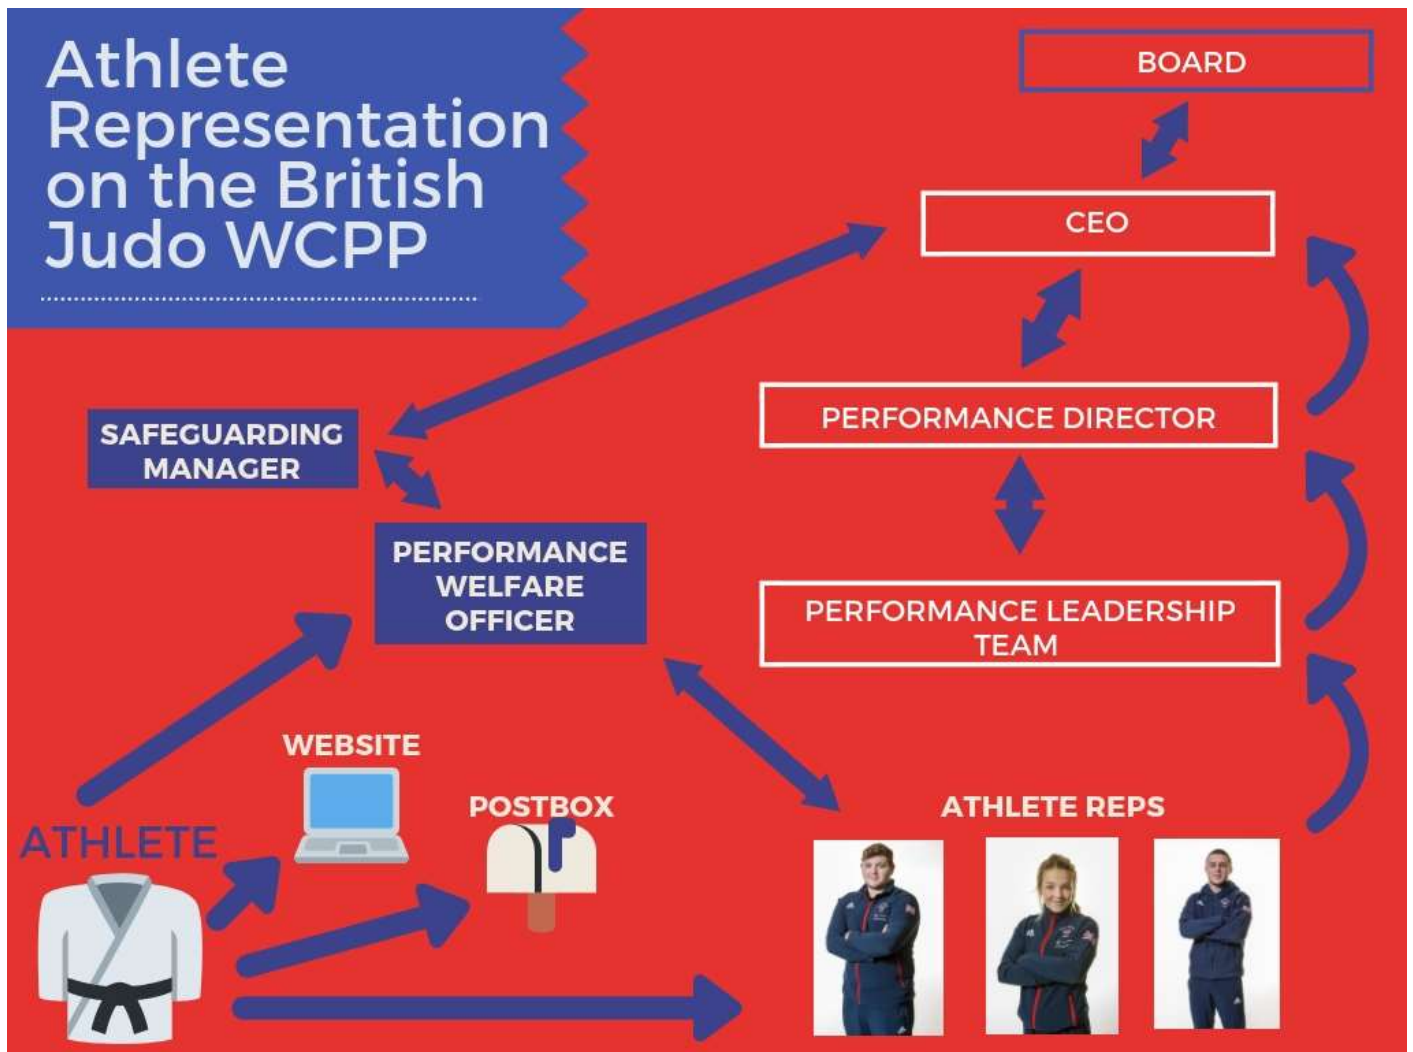 Athlete
Representation
on the British
Judo WCPP
BOARD
CEO
PERFORMANCE DIRECTOR
SAFEGUARDING
MANAGER
PERFORMANCE
WELFARE
OFFICER
PERFORMANCE LEADERSHIP
TEAM
WEBSITE
POSTBOX
ATHLETE REPS
ATHLETE